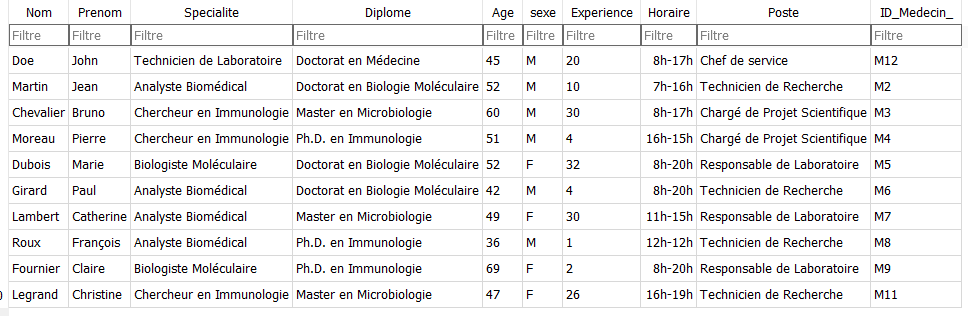 Nom Prenom Specialite Diplome Age sexe Experience Horaire Poste ID_Medecin_
Filtre Filtre Filtre Filtre Filtre Filtre Filtre Filtre Filtre Filtre
Doe John Technicien de Laboratoire Doctorat en Médecine 45 M 20 8h-17h Chef de service M12
Martin Jean Analyste Biomédical Doctorat en Biologie Moléculaire 52 M 10 7h-16h Technicien de Recherche M2
Chevalier Bruno Chercheur en Immunologie Master en Microbiologie 60 M 30 8h-17h Chargé de Projet Scientifique M3
Moreau Pierre Chercheur en Immunologie Ph.D. en Immunologie 51 M 4 16h-15h Chargé de Projet Scientifique M4
Dubois Marie Biologiste Moléculaire Doctorat en Biologie Moléculaire 52 F 32 8h-20h Responsable de Laboratoire M5
Girard Paul Analyste Biomédical Doctorat en Biologie Moléculaire 42 M 4 8h-20h Technicien de Recherche M6
Lambert Catherine Analyste Biomédical Master en Microbiologie 49 F 30 11h-15h Responsable de Laboratoire M7
Roux François Analyste Biomédical Ph.D. en Immunologie 36 M 1 12h-12h Technicien de Recherche M8
Fournier Claire Biologiste Moléculaire Ph.D. en Immunologie 69 F 2 8h-20h Responsable de Laboratoire M9
Legrand Christine Chercheur en Immunologie Master en Microbiologie 47 F 26 16h-19h Technicien de Recherche M11